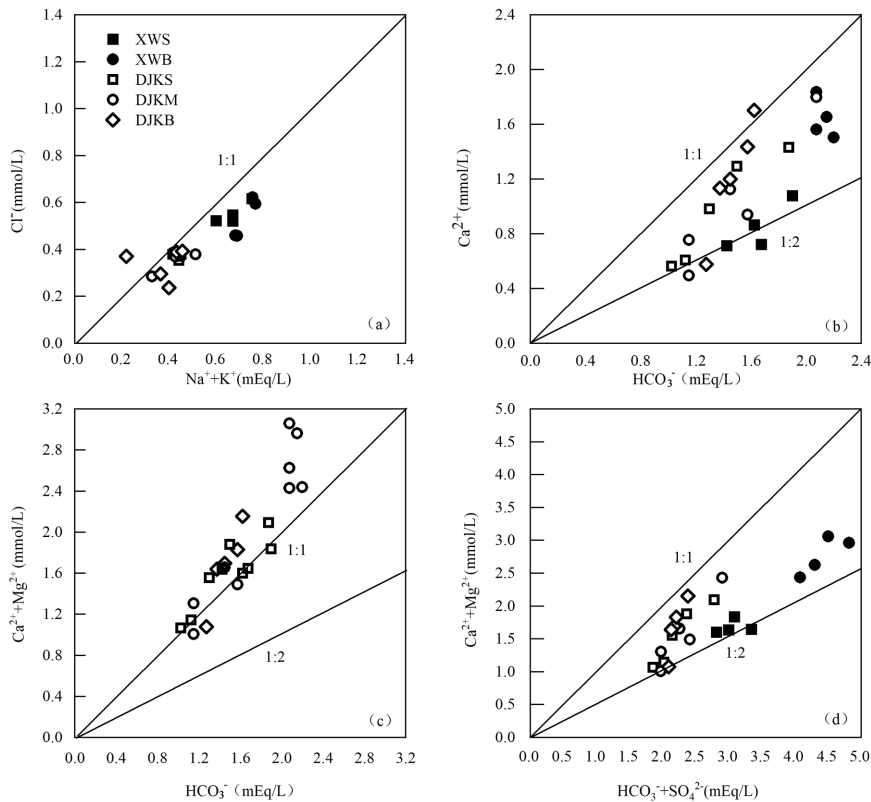 1.4
1.2
1.0
0.8
0.6
0.4
0.2
0.0
Cl⁻(mmol/L)
XWS
XWB
DJKS
DJKM
DJKB
1:1
(a)
0.0 0.2 0.4 0.6 0.8 1.0 1.4
Na⁺+K⁺(mEq/L)
2.4
2.0
1.6
1.2
0.8
0.4
0.0
Ca²⁺(mmol/L)
1:1
1:2
(b)
0.0 0.4 0.8 1.2 1.6 2.4
HCO₃⁻(mEq/L)
3.2
2.8
2.4
2.0
1.6
1.2
0.8
0.4
0.0
Ca²⁺+Mg²⁺(mmol/L)
1:1
1:2
(c)
0.0 0.4 0.8 1.2 1.6 2.0 2.4 3.2
HCO₃⁻(mEq/L)
5.0
4.5
4.0
3.5
3.0
2.5
2.0
1.5
1.0
0.5
0.0
Ca²⁺+Mg²⁺(mmol/L)
1:1
1:2
(d)
0.0 0.5 1.0 1.5 2.0 2.5 3.0 3.5 4.0 5.0
HCO₃⁻+SO₄²⁻(mEq/L)